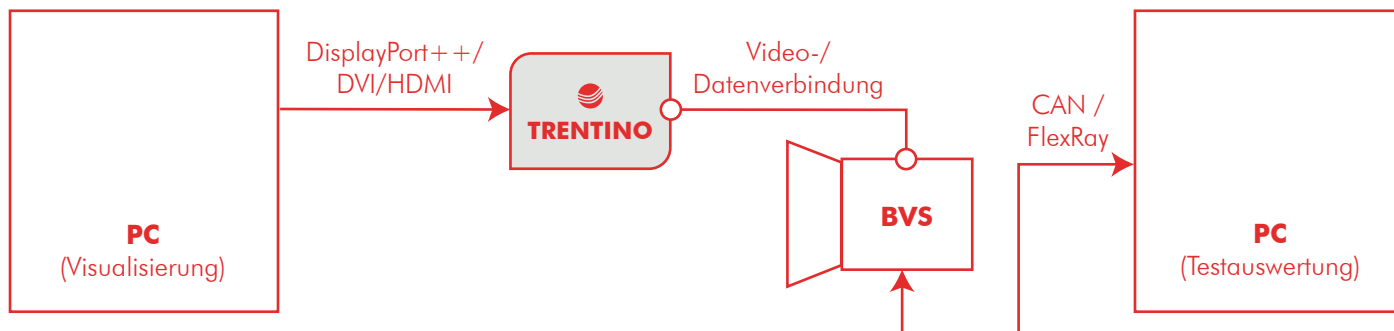 DisplayPort++/
DVI/HDMI
TRENTINO
Video-/
Datenverbindung
CAN /
FlexRay
PC
(Visualisierung)
BVS
PC
(Testauswertung)